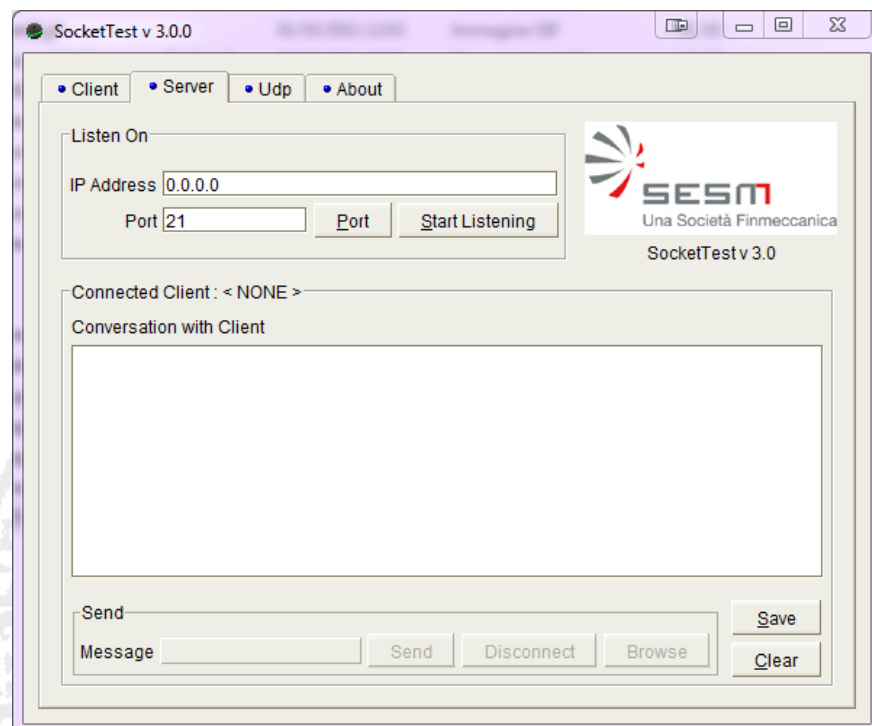 SocketTest v 3.0.0
Client
Server
Udp
About
Listen On
IP Address 0.0.0.0
Port 21 Port Start Listening
SESM
Una Società Finmeccanica
SocketTest v 3.0
Connected Client : < NONE >
Conversation with Client
Send
Message Send Disconnect Browse
Save
Clear